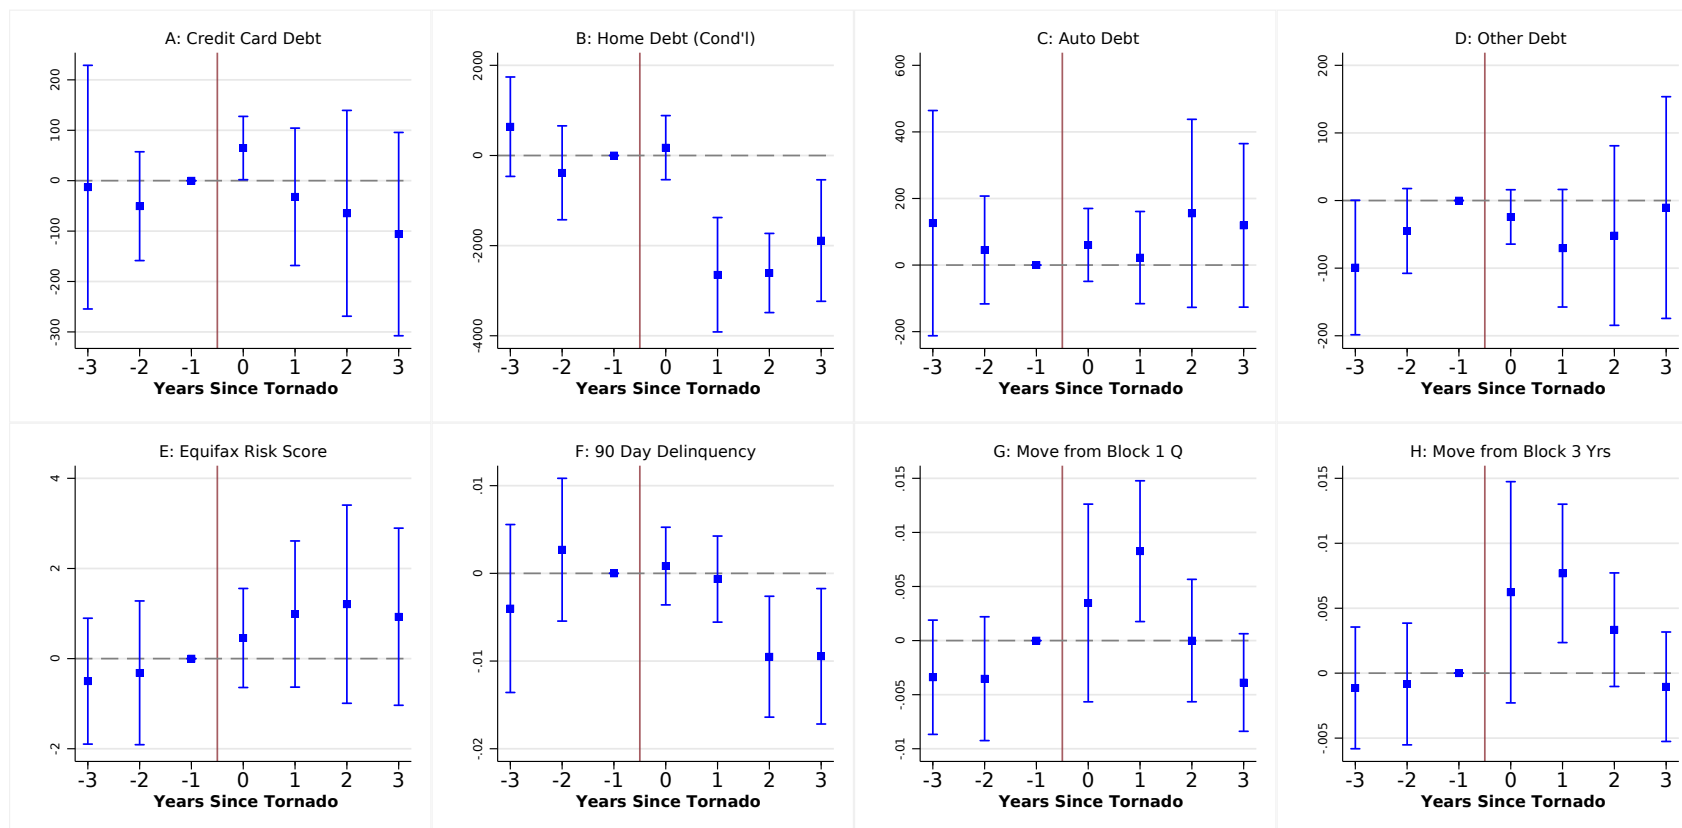 A: Credit Card Debt
200
100
0
-100
-200
-300
-3 -2 -1 0 1 2 3
Years Since Tornado
B: Home Debt (Cond'l)
2000
0
-2000
-4000
-3 -2 -1 0 1 2 3
Years Since Tornado
C: Auto Debt
600
400
200
0
-200
-3 -2 -1 0 1 2 3
Years Since Tornado
D: Other Debt
200
100
0
-100
-200
-3 -2 -1 0 1 2 3
Years Since Tornado
E: Equifax Risk Score
4
2
0
-2
-3 -2 -1 0 1 2 3
Years Since Tornado
F: 90 Day Delinquency
.01
0
-.01
-.02
-3 -2 -1 0 1 2 3
Years Since Tornado
G: Move from Block 1 Q
.015
.01
.005
0
-.005
-.01
-3 -2 -1 0 1 2 3
Years Since Tornado
H: Move from Block 3 Yrs
.015
.01
.005
0
-.005
-3 -2 -1 0 1 2 3
Years Since Tornado